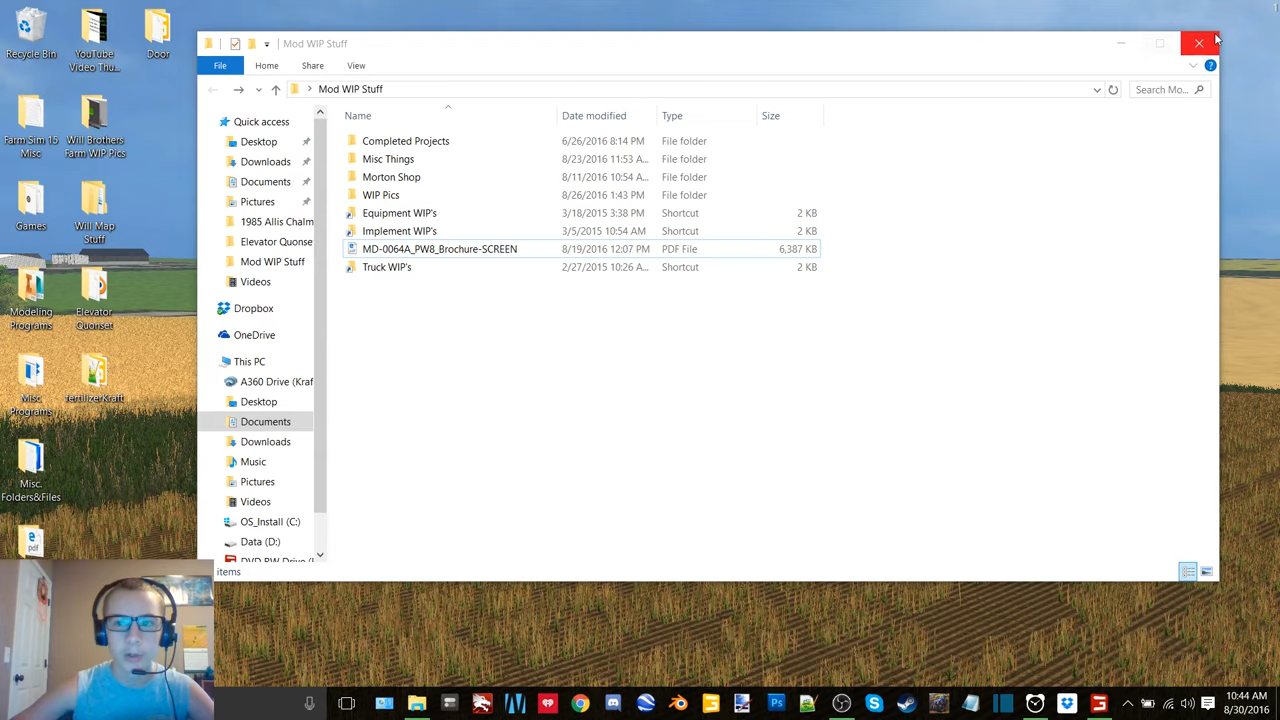 Mod WIP Stuff
File Home Share View
Mod WIP Stuff
Search Mo...
Name Date modified Type Size
Completed Projects 6/26/2016 8:14 PM File folder
Misc Things 8/23/2016 11:53 A... File folder
Morton Shop 8/11/2016 10:54 A... File folder
WIP Pics 8/26/2016 1:43 PM File folder
Equipment WIP's 3/18/2015 3:38 PM Shortcut 2 KB
Implement WIP's 3/5/2015 10:54 AM Shortcut 2 KB
MD-0064A_PW8_Brochure-SCREEN 8/19/2016 12:07 PM PDF File 6,387 KB
Truck WIP's 2/27/2015 10:26 A... Shortcut 2 KB
Quick access
Desktop
Downloads
Documents
Pictures
1985 Allis Chalm
Elevator Quonse
Mod WIP Stuff
Videos
Dropbox
OneDrive
This PC
A360 Drive (Kraf
Desktop
Documents
Downloads
Music
Pictures
Videos
OS_Install (C:)
Data (D:)
DVD RW Drive (
items
Recycle Bin
YouTube
Video Thu...
Door
Farm Sim 15
Misc
Will Brothers
Farm WIP Pics
Games
Will Map
Stuff
Modeling
Programs
Elevator
Quonset
Misc.
Programs
fertilizerKraft
Misc.
Folders&Files
pdf
10:44 AM
8/30/2016